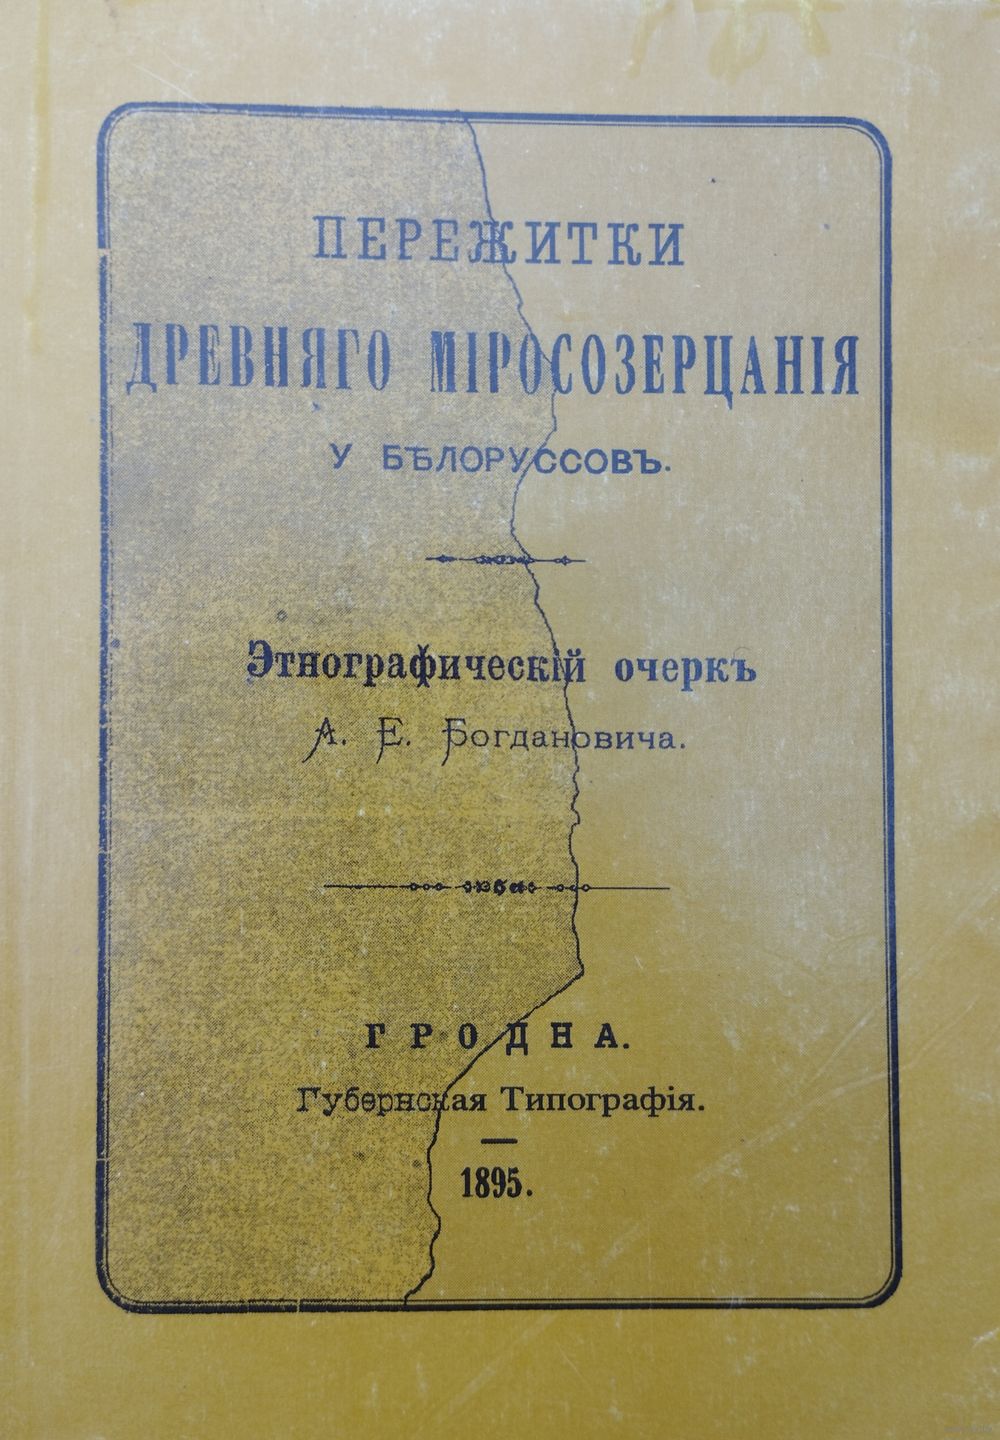 ПЕРЕЖИТКИ
ДРЕВНЯГО МІРОСОЗЕРЦАНІЯ
У БѢЛОРУССОВЪ.
Этнографическій очеркъ
А. Е. Богдановича.
ГРОДНА.
Губернская Типографія.
1895.